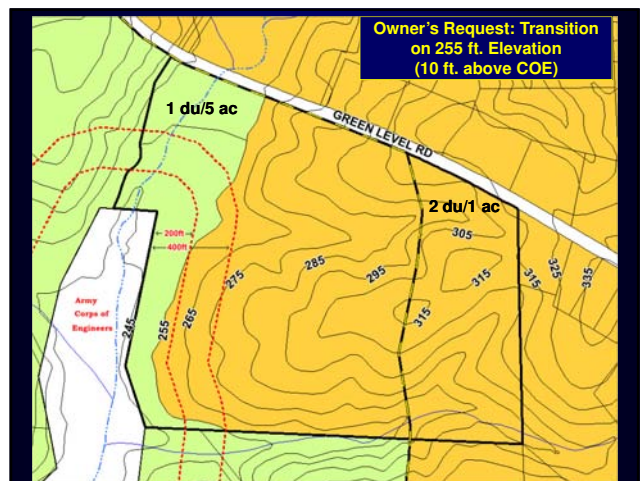 Owner's Request: Transition
on 255 ft. Elevation
(10 ft. above COE)
1 du/5 ac
GREEN LEVEL RD
2 du/1 ac
305
200ft
400ft
285
275
295
315
315
325
335
265
Army
Corps of
Engineers
245
255
315